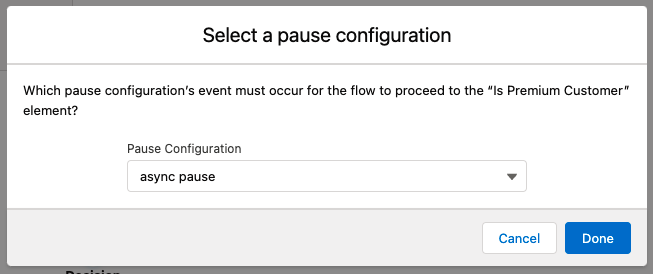 Select a pause configuration
Which pause configuration's event must occur for the flow to proceed to the “Is Premium Customer”
element?
Pause Configuration
async pause
Cancel
Done
Decision